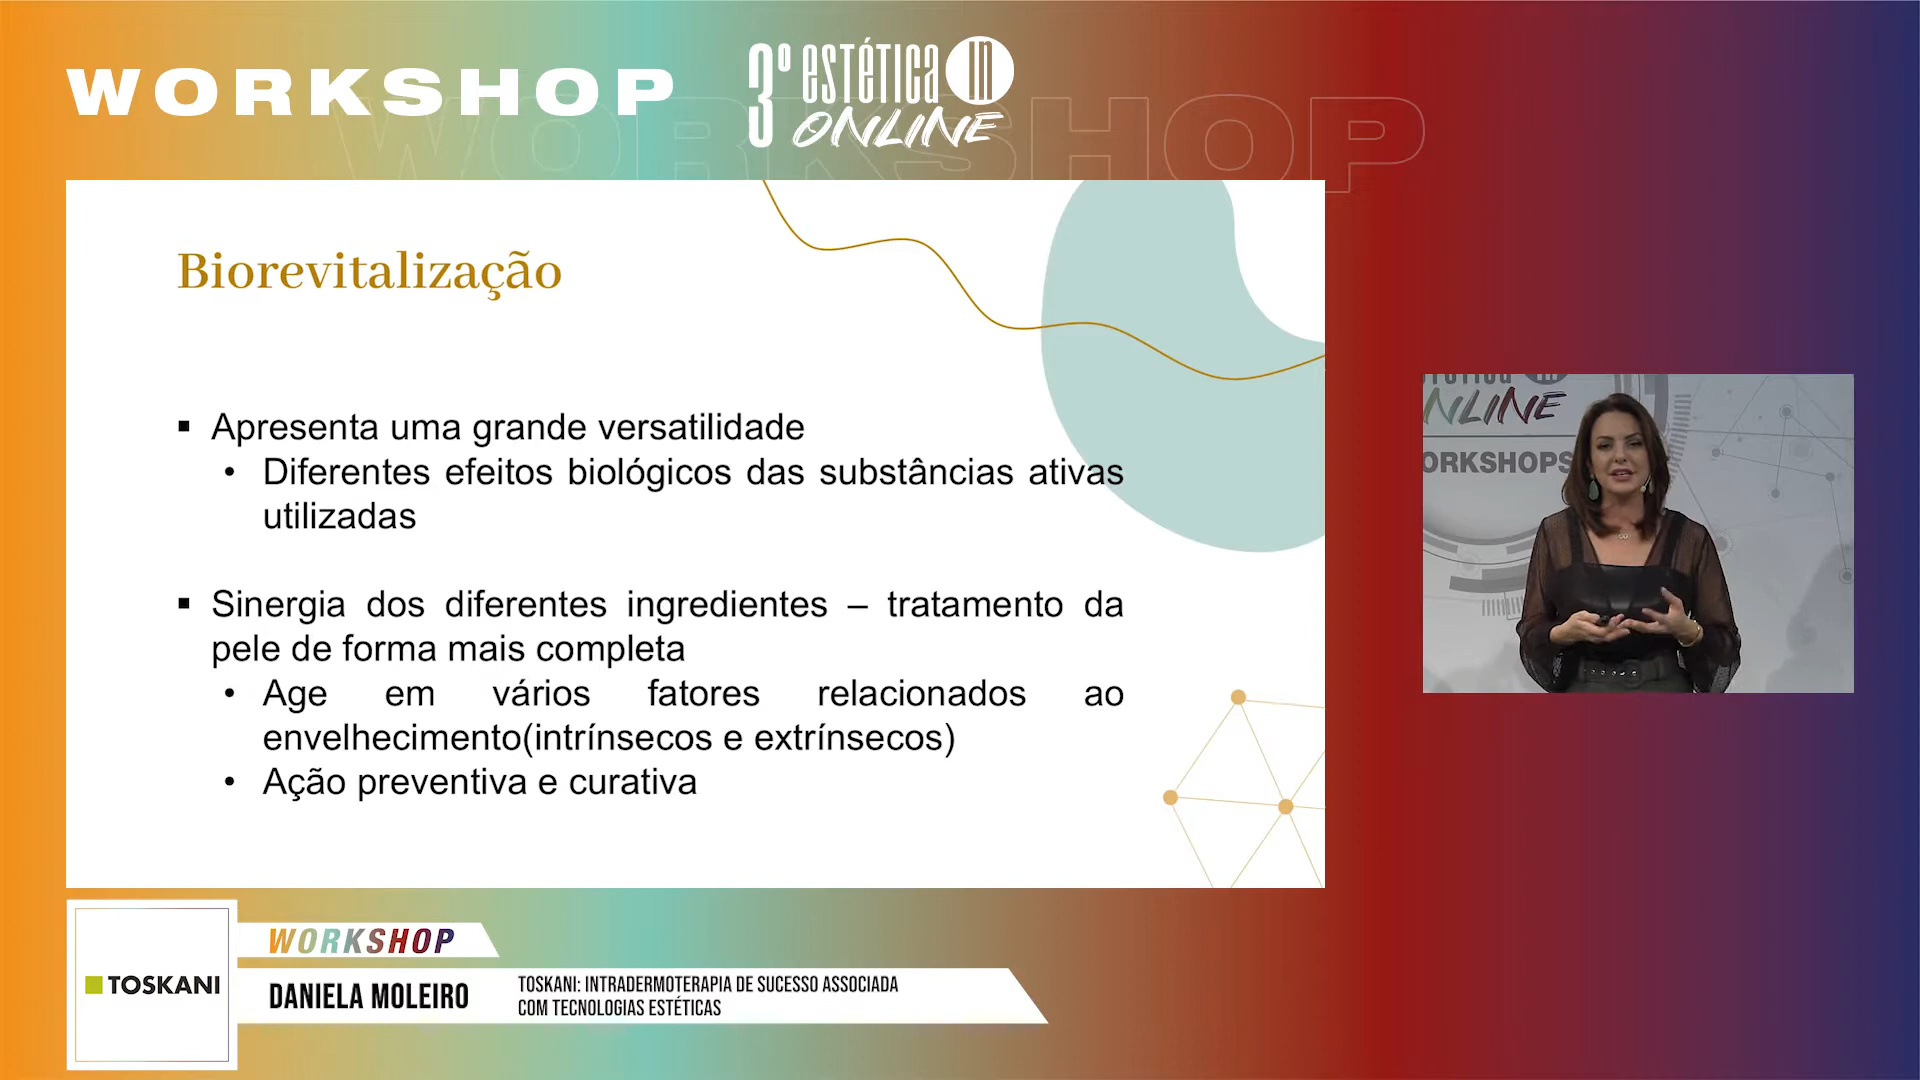 WORKSHOP
3º estética in
ONLINE
WORKSHOP
Biorevitalização
▪ Apresenta uma grande versatilidade
• Diferentes efeitos biológicos das substâncias ativas
utilizadas
▪ Sinergia dos diferentes ingredientes – tratamento da
pele de forma mais completa
• Age em vários fatores relacionados ao
envelhecimento(intrínsecos e extrínsecos)
• Ação preventiva e curativa
NLINE
ORKSHOPS
WORKSHOP
TOSKANI
DANIELA MOLEIRO
TOSKANI: INTRADERMOTERAPIA DE SUCESSO ASSOCIADA
COM TECNOLOGIAS ESTÉTICAS